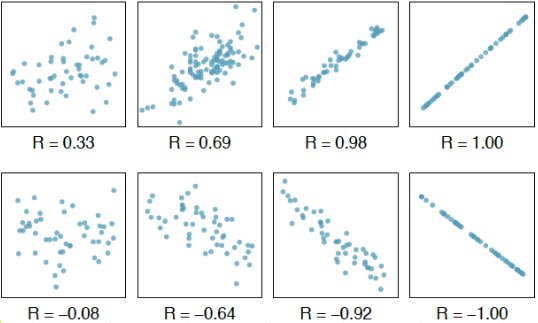 R = 0.33
R = 0.69
R = 0.98
R = 1.00
R = −0.08
R = −0.64
R = −0.92
R = −1.00